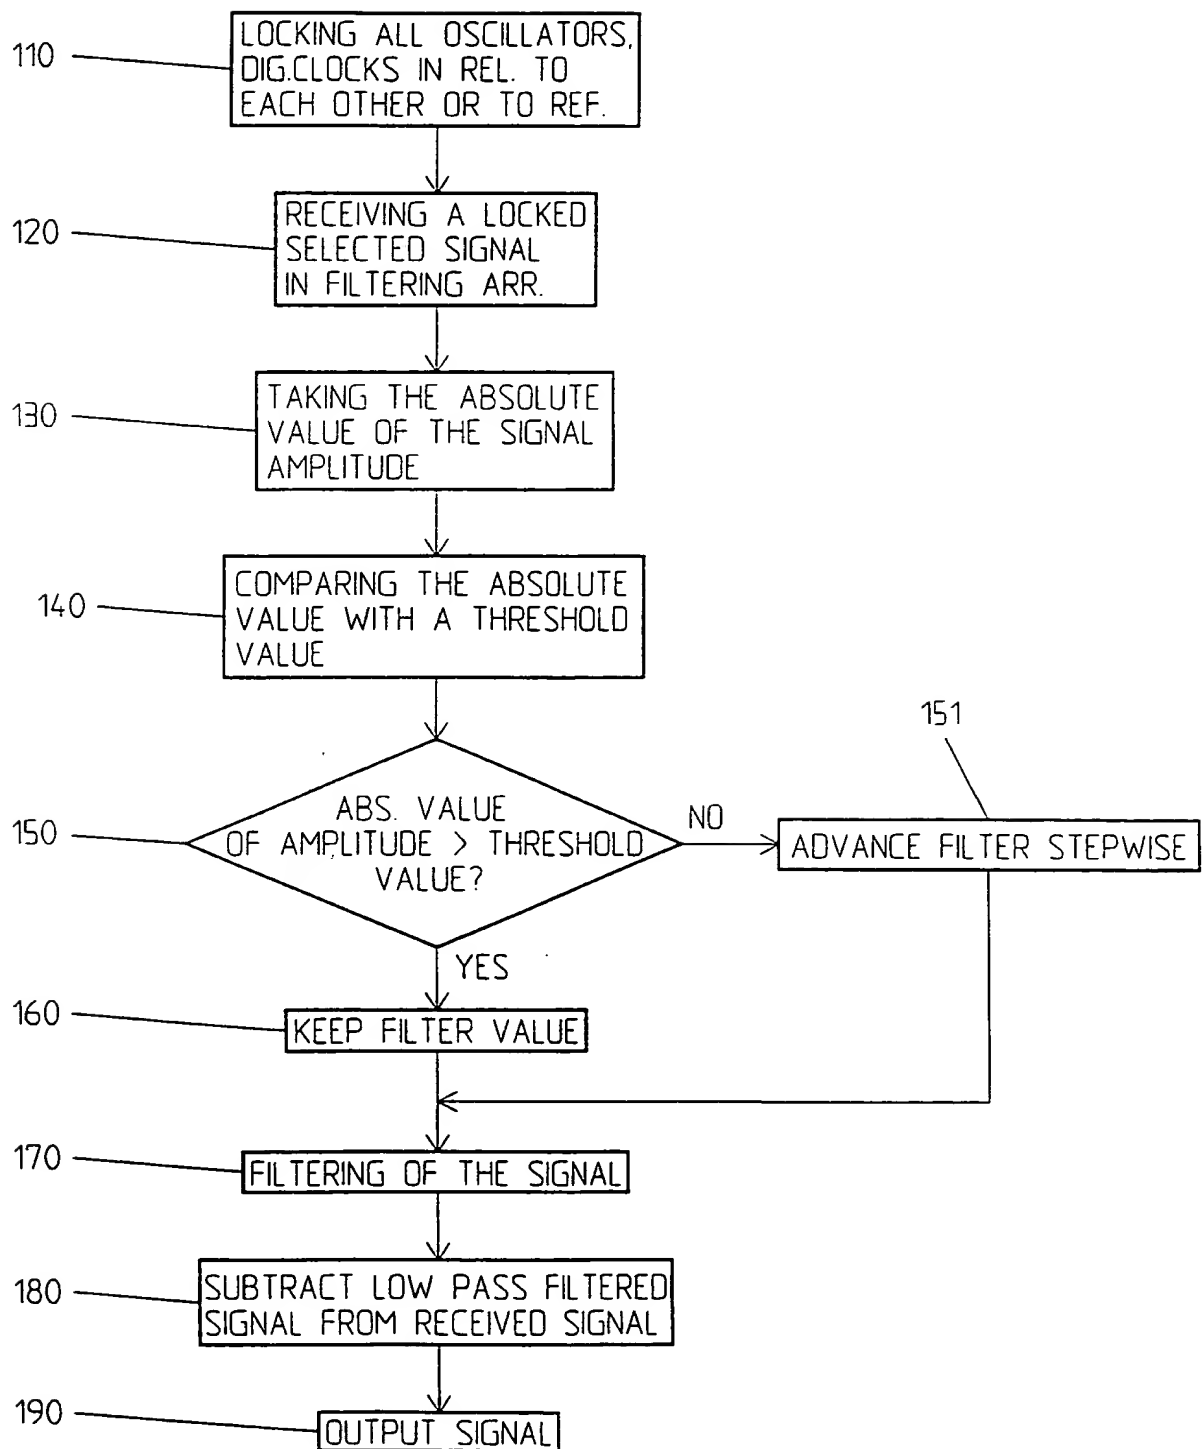 110
LOCKING ALL OSCILLATORS,
DIG.CLOCKS IN REL. TO
EACH OTHER OR TO REF.
120
RECEIVING A LOCKED
SELECTED SIGNAL
IN FILTERING ARR.
130
TAKING THE ABSOLUTE
VALUE OF THE SIGNAL
AMPLITUDE
140
COMPARING THE ABSOLUTE
VALUE WITH A THRESHOLD
VALUE
150
ABS. VALUE
OF AMPLITUDE > THRESHOLD
VALUE?
NO
151
ADVANCE FILTER STEPWISE
YES
160
KEEP FILTER VALUE
170
FILTERING OF THE SIGNAL
180
SUBTRACT LOW PASS FILTERED
SIGNAL FROM RECEIVED SIGNAL
190
OUTPUT SIGNAL